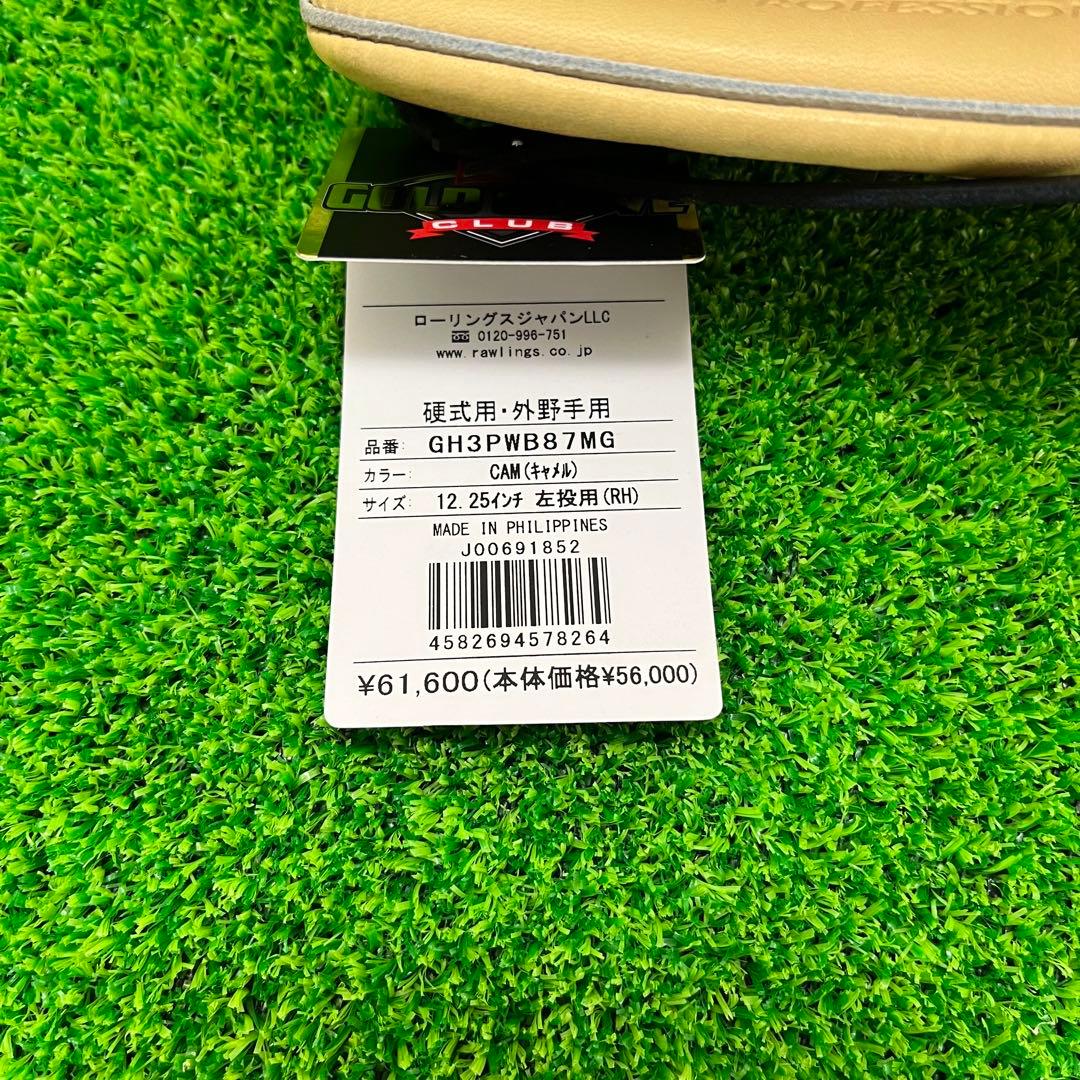 PROFESSION
CLUB
ローリングスジャパンLLC
☎ 0120-996-751
www.rawlings.co.jp
硬式用・外野手用
品番: GH3PWB87MG
カラー: CAM(ｷｬﾒﾙ)
サイズ: 12.25ｲﾝﾁ 左投用(RH)
MADE IN PHILIPPINES
J00691852
4582694578264
¥61,600(本体価格¥56,000)